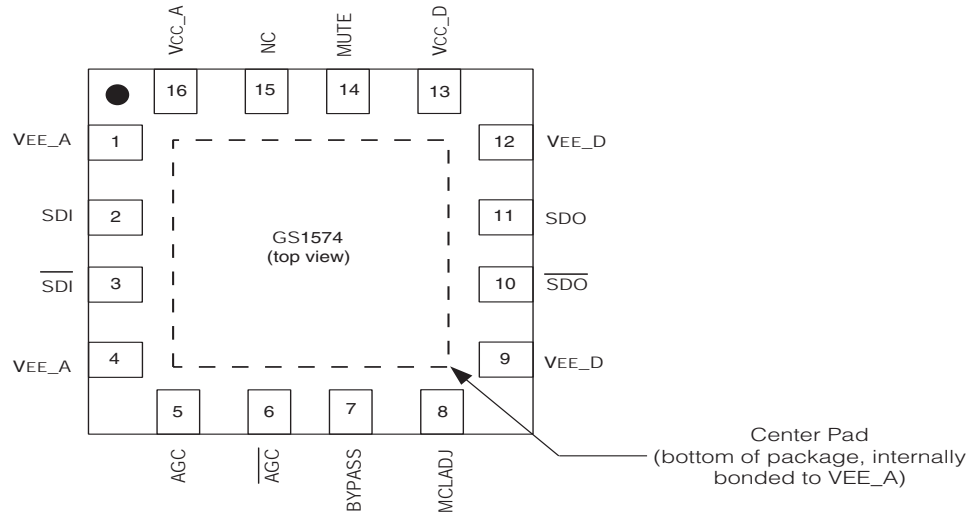 VCC_A
NC
MUTE
VCC_D
16
15
14
13
VEE_A
1
12
VEE_D
SDI
2
11
SDO
GS1574
(top view)
SDI
3
10
SDO
VEE_A
4
9
VEE_D
5
6
7
8
AGC
AGC
BYPASS
MCLADJ
Center Pad
(bottom of package, internally
bonded to VEE_A)